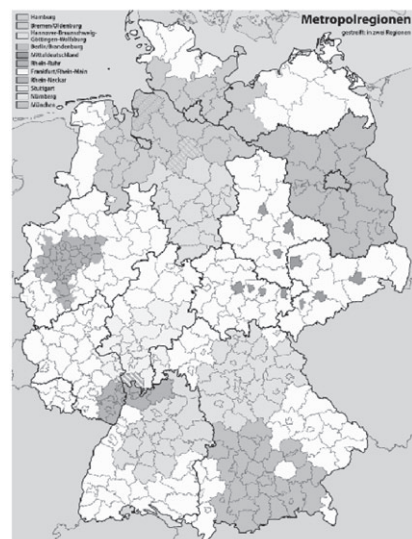 Metropolregionen
gestreift: in zwei Regionen
Hamburg
Bremen/Oldenburg
Hannover-Braunschweig-
Göttingen-Wolfsburg
Berlin/Brandenburg
Mitteldeutschland
Rhein-Ruhr
Frankfurt/Rhein-Main
Rhein-Neckar
Stuttgart
Nürnberg
München